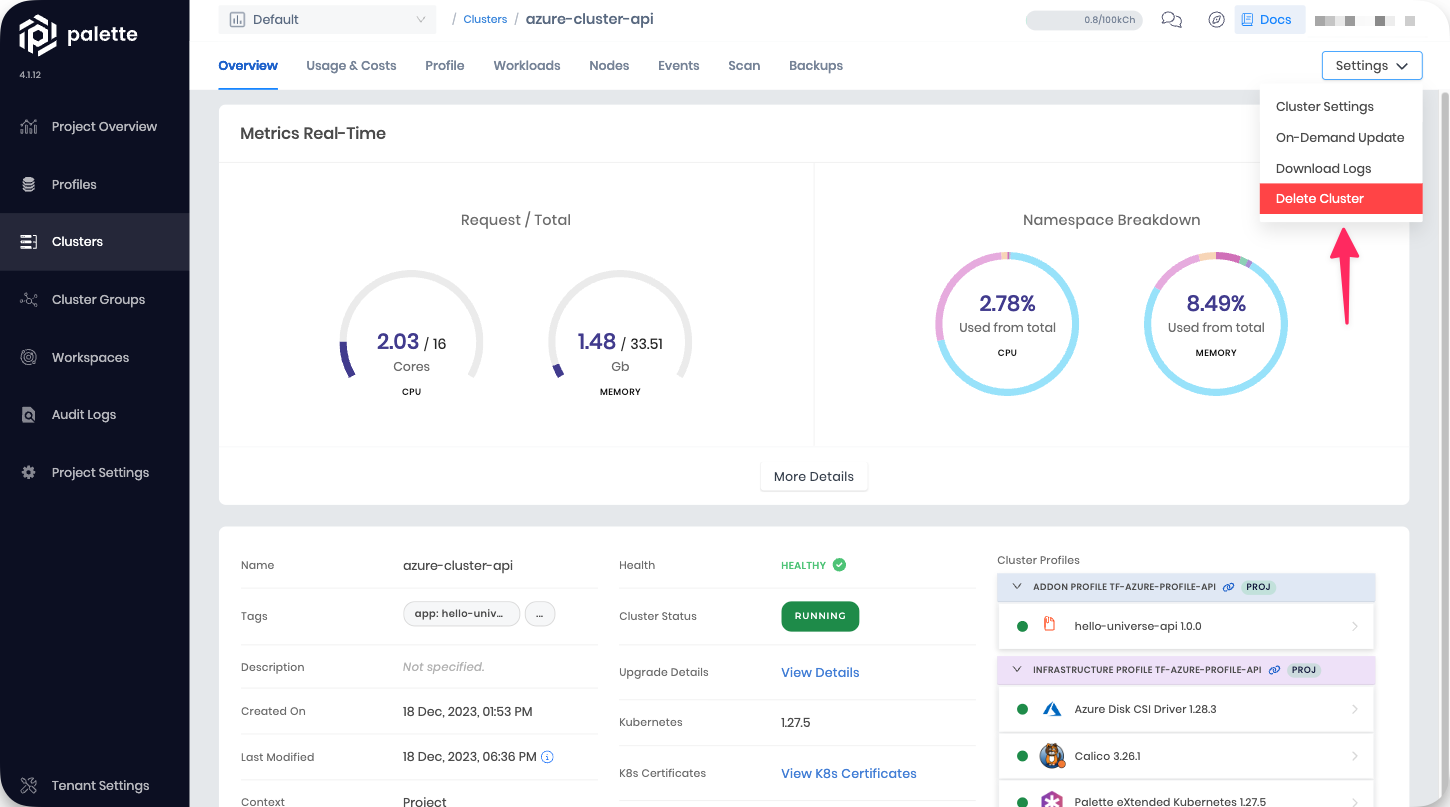 palette
4.1.12
Project Overview
Profiles
Clusters
Cluster Groups
Workspaces
Audit Logs
Project Settings
Tenant Settings
Default
/ Clusters / azure-cluster-api
0.8/100kCh
Docs
Overview
Usage & Costs
Profile
Workloads
Nodes
Events
Scan
Backups
Settings
Cluster Settings
On-Demand Update
Download Logs
Delete Cluster
Metrics Real-Time
Request / Total
2.03 / 16
Cores
CPU
1.48 / 33.51
Gb
MEMORY
Namespace Breakdown
2.78%
Used from total
CPU
8.49%
Used from total
MEMORY
More Details
Name
azure-cluster-api
Tags
app: hello-univ...
...
Description
Not specified.
Created On
18 Dec, 2023, 01:53 PM
Last Modified
18 Dec, 2023, 06:36 PM
Context
Project
Health
HEALTHY
Cluster Status
RUNNING
Upgrade Details
View Details
Kubernetes
1.27.5
K8s Certificates
View K8s Certificates
Cluster Profiles
ADDON PROFILE TF-AZURE-PROFILE-API PROJ
hello-universe-api 1.0.0
INFRASTRUCTURE PROFILE TF-AZURE-PROFILE-API PROJ
Azure Disk CSI Driver 1.28.3
Calico 3.26.1
Palette eXtended Kubernetes 1.27.5